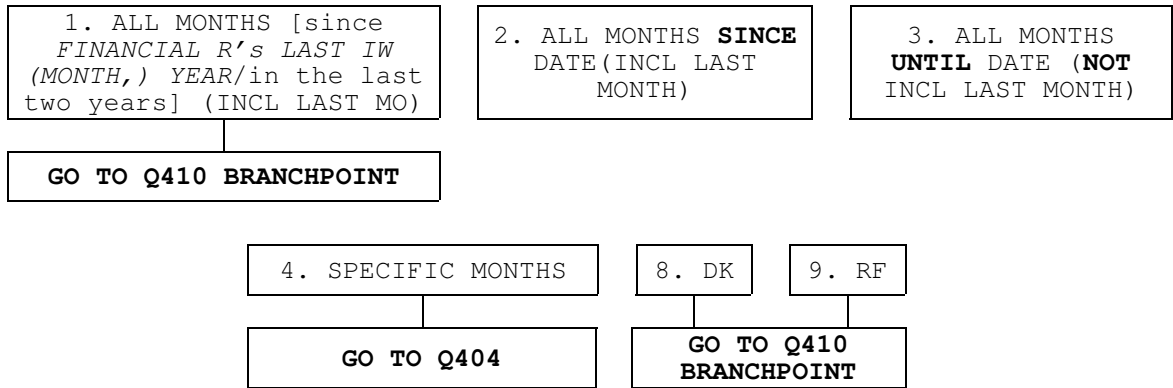 1. ALL MONTHS [since
FINANCIAL R's LAST IW
(MONTH,) YEAR/in the last
two years] (INCL LAST MO)
GO TO Q410 BRANCHPOINT
2. ALL MONTHS SINCE
DATE(INCL LAST
MONTH)
3. ALL MONTHS
UNTIL DATE (NOT
INCL LAST MONTH)
4. SPECIFIC MONTHS
GO TO Q404
8. DK
9. RF
GO TO Q410
BRANCHPOINT